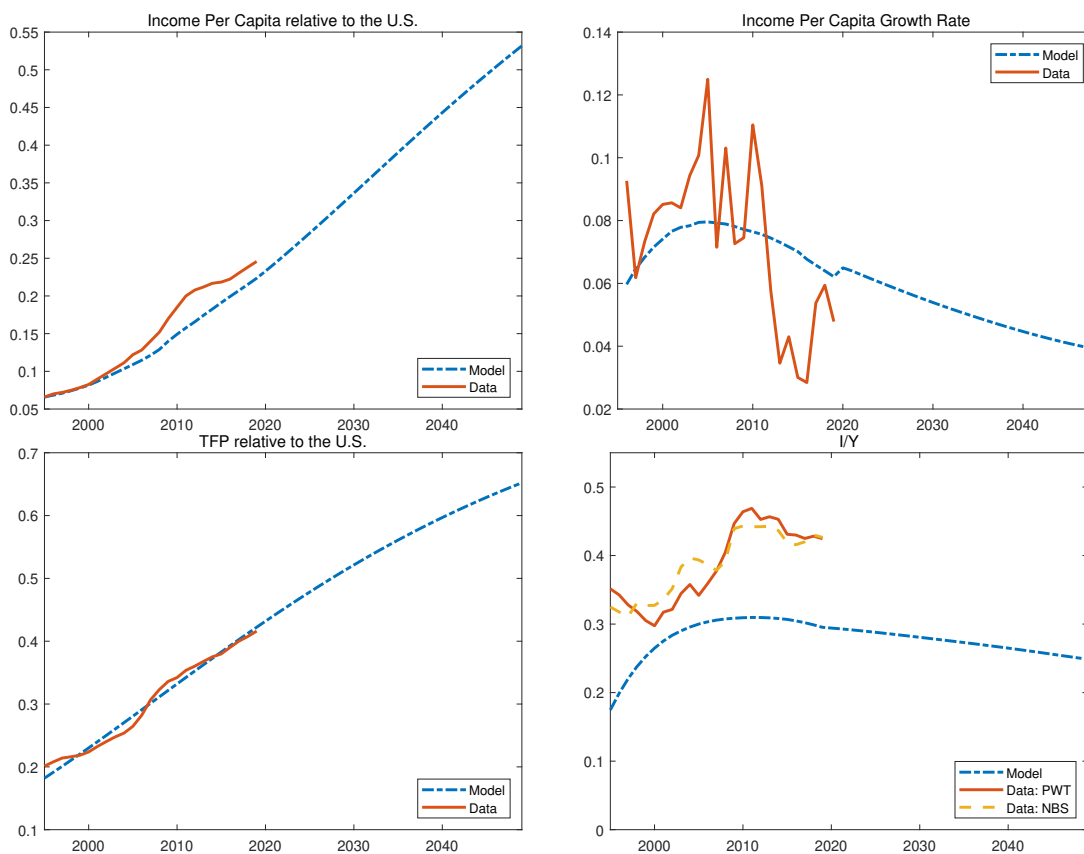 Income Per Capita relative to the U.S.
0.55
0.5
0.45
0.4
0.35
0.3
0.25
0.2
0.15
0.1
0.05
2000 2010 2020 2030 2040
Model
Data
Income Per Capita Growth Rate
0.14
0.12
0.1
0.08
0.06
0.04
0.02
2000 2010 2020 2030 2040
Model
Data
TFP relative to the U.S.
0.7
0.6
0.5
0.4
0.3
0.2
0.1
2000 2010 2020 2030 2040
Model
Data
I/Y
0.5
0.4
0.3
0.2
0.1
0
2000 2010 2020 2030 2040
Model
Data: PWT
Data: NBS